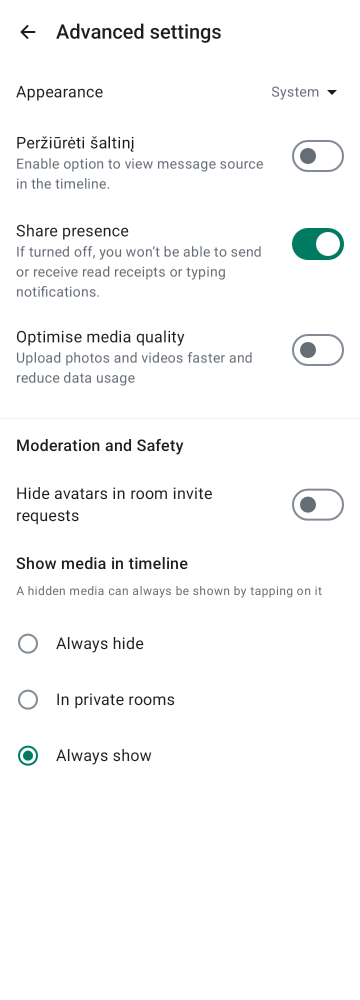 Advanced settings
Appearance
System
Peržiūrėti šaltinį
Enable option to view message source
in the timeline.
Share presence
If turned off, you won’t be able to send
or receive read receipts or typing
notifications.
Optimise media quality
Upload photos and videos faster and
reduce data usage
Moderation and Safety
Hide avatars in room invite
requests
Show media in timeline
A hidden media can always be shown by tapping on it
Always hide
In private rooms
Always show